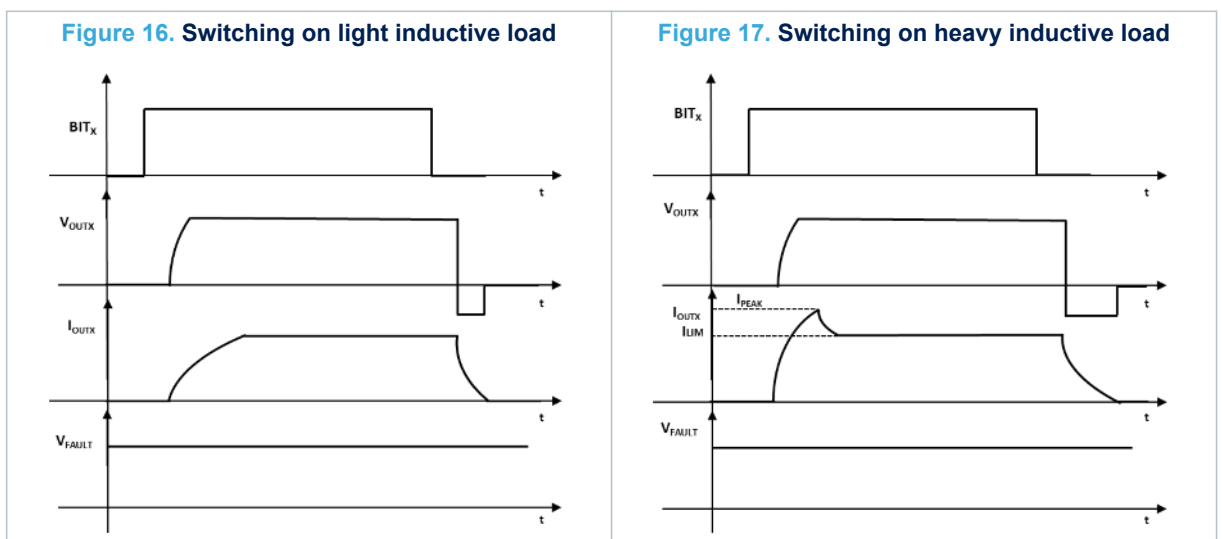 Figure 16. Switching on light inductive load
BITX
t
VOUTX
t
IOUTX
t
VFAULT
t
Figure 17. Switching on heavy inductive load
BITX
t
VOUTX
t
IPEAK
IOUTX
ILIM
t
VFAULT
t